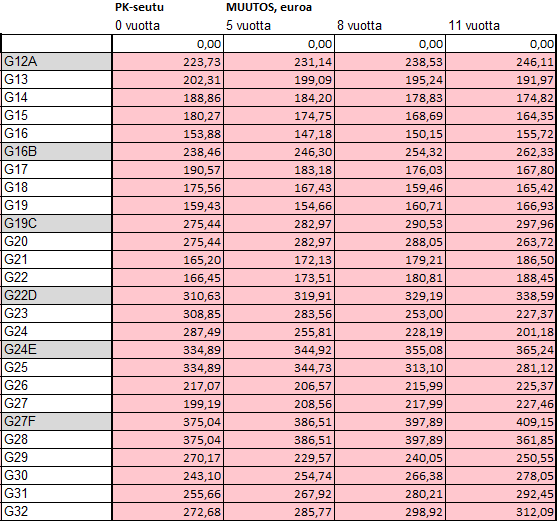 PK-seutu MUUTOS, euroa
0 vuotta 5 vuotta 8 vuotta 11 vuotta
0,00 0,00 0,00 0,00
G12A 223,73 231,14 238,53 246,11
G13 202,31 199,09 195,24 191,97
G14 188,86 184,20 178,83 174,82
G15 180,27 174,75 168,69 164,35
G16 153,88 147,18 150,15 155,72
G16B 238,46 246,30 254,32 262,33
G17 190,57 183,18 176,03 167,80
G18 175,56 167,43 159,46 165,42
G19 159,43 154,66 160,71 166,93
G19C 275,44 282,97 290,53 297,96
G20 275,44 282,97 288,05 263,72
G21 165,20 172,13 179,21 186,50
G22 166,45 173,51 180,81 188,45
G22D 310,63 319,91 329,19 338,59
G23 308,85 283,56 253,00 227,37
G24 287,49 255,81 228,19 201,18
G24E 334,89 344,92 355,08 365,24
G25 334,89 344,73 313,10 281,12
G26 217,07 206,57 215,99 225,37
G27 199,19 208,56 217,99 227,46
G27F 375,04 386,51 397,89 409,15
G28 375,04 386,51 397,89 361,85
G29 270,17 229,57 240,05 250,55
G30 243,10 254,74 266,38 278,05
G31 255,66 267,92 280,21 292,45
G32 272,68 285,77 298,92 312,09